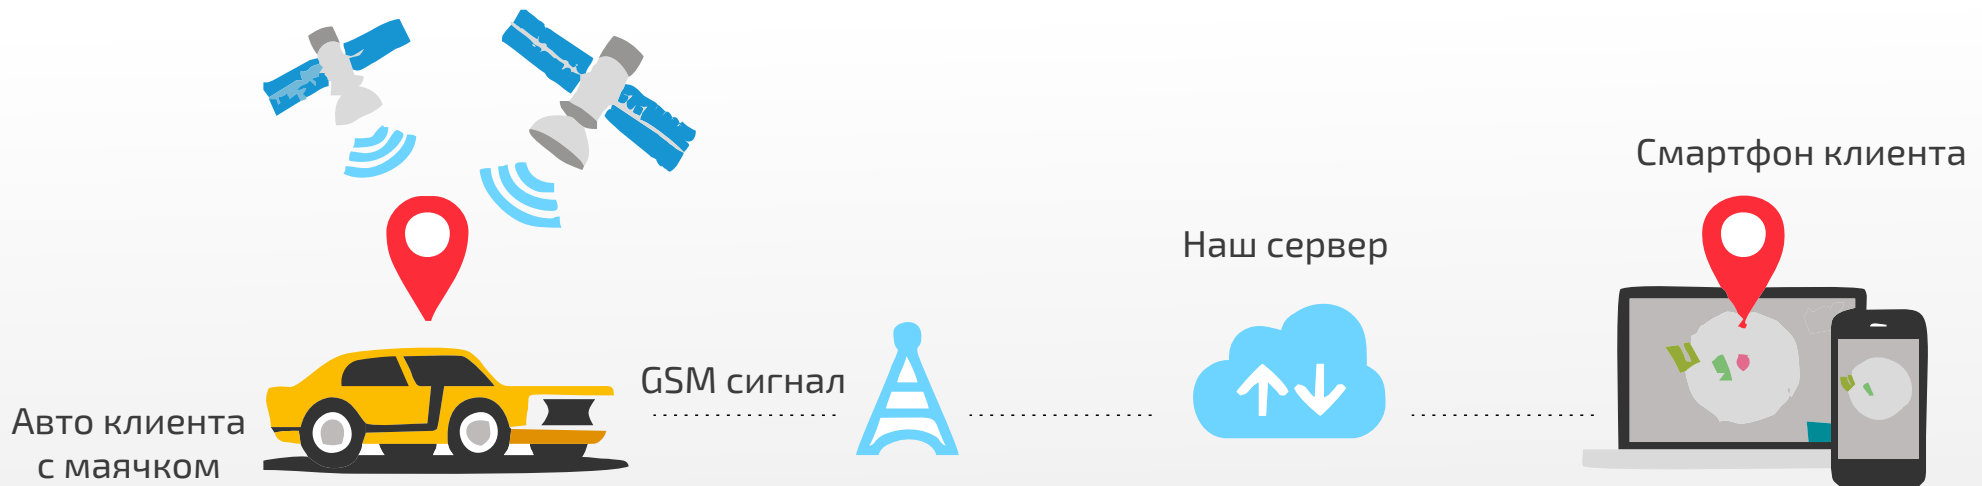 Авто клиента
с маячком
GSM сигнал
Наш сервер
Смартфон клиента